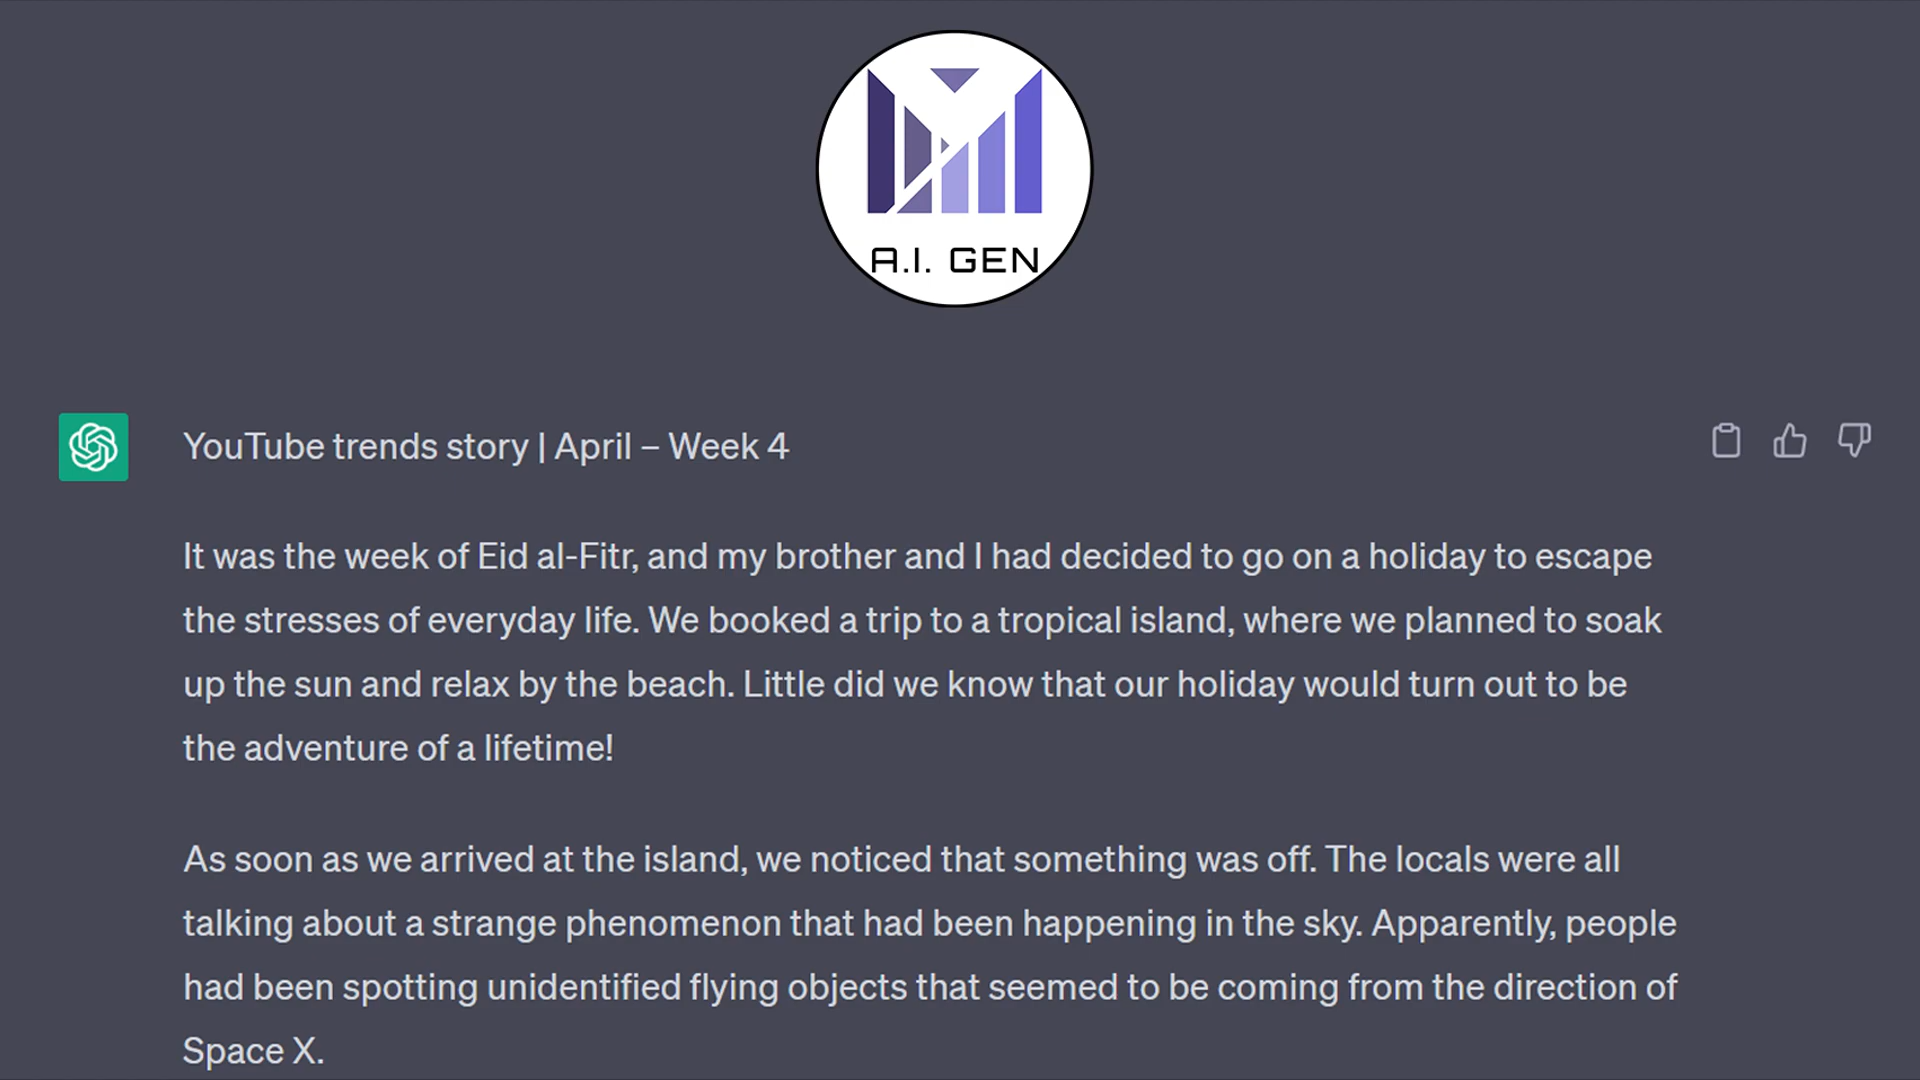 A.I. GEN
YouTube trends story | April – Week 4
It was the week of Eid al-Fitr, and my brother and I had decided to go on a holiday to escape
the stresses of everyday life. We booked a trip to a tropical island, where we planned to soak
up the sun and relax by the beach. Little did we know that our holiday would turn out to be
the adventure of a lifetime!
As soon as we arrived at the island, we noticed that something was off. The locals were all
talking about a strange phenomenon that had been happening in the sky. Apparently, people
had been spotting unidentified flying objects that seemed to be coming from the direction of
Space X.